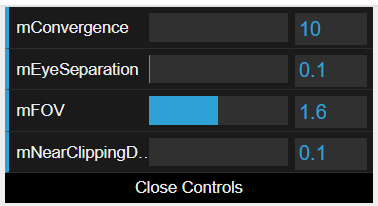 mConvergence 10
mEyeSeparation 0.1
mFOV 1.6
mNearClippingD.. 0.1
Close Controls